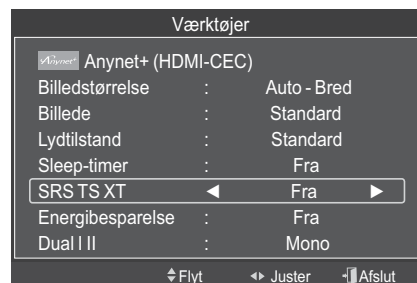 Værktøjer
Anynet+ Anynet+ (HDMI-CEC)
Billedstørrelse : Auto - Bred
Billede : Standard
Lydtilstand : Standard
Sleep-timer : Fra
SRS TS XT ◄ Fra ►
Energibesparelse : Fra
Dual I II : Mono
Flyt Juster Afslut